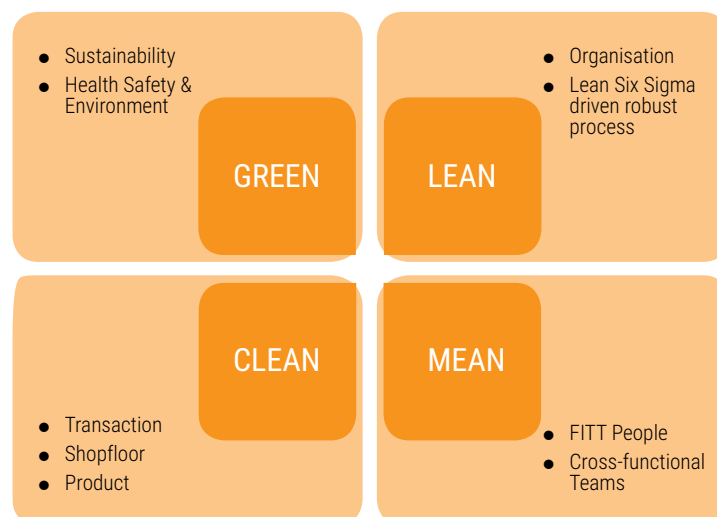 ● Sustainability
● Health Safety &
Environment
GREEN
● Organisation
● Lean Six Sigma
driven robust
process
LEAN
CLEAN
● Transaction
● Shopfloor
● Product
MEAN
● FITT People
● Cross-functional
Teams